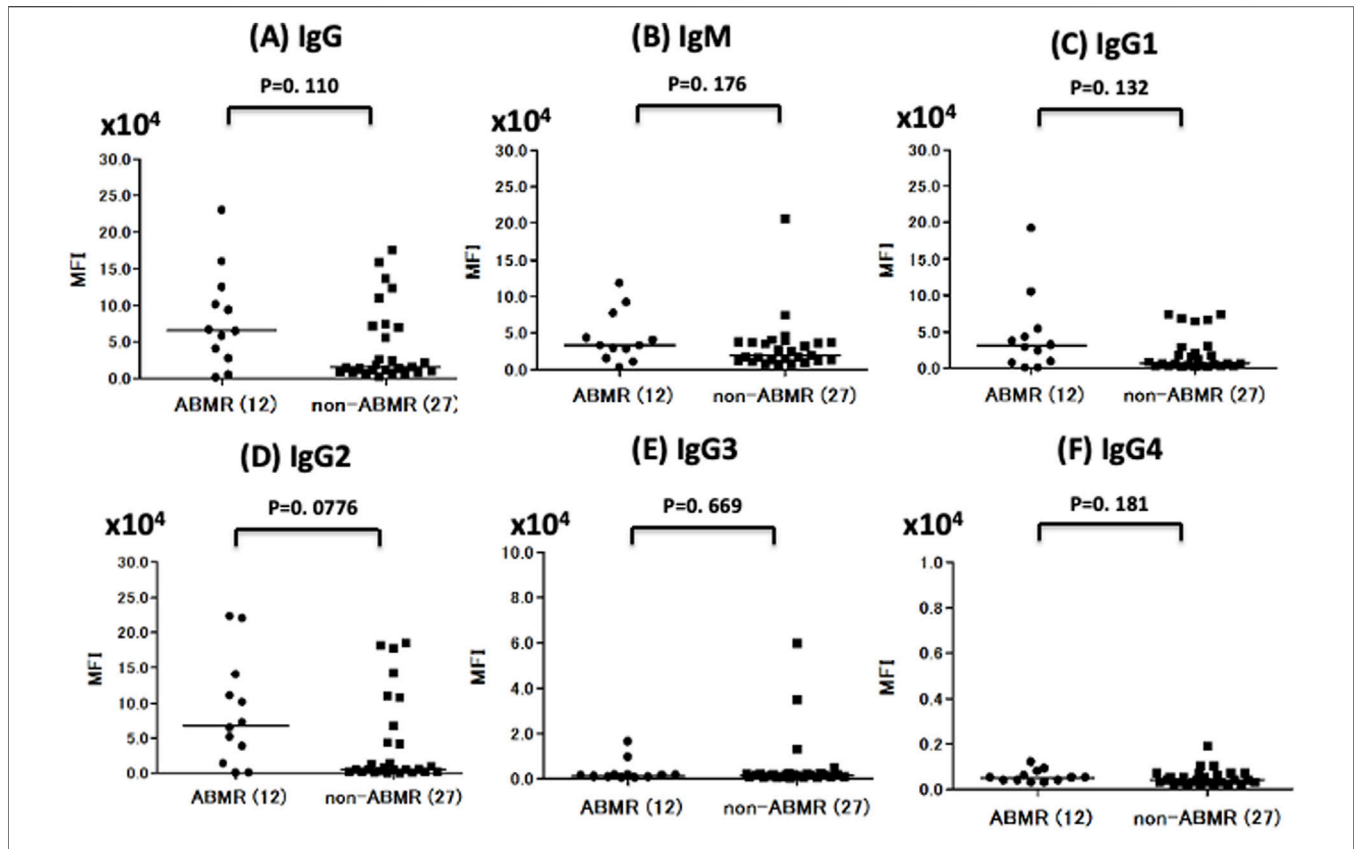 (A) IgG
P=0. 110
x10⁴
30.0
25.0
20.0
15.0
10.0
5.0
0.0
MFI
ABMR (12) non-ABMR (27)
(B) IgM
P=0. 176
x10⁴
30.0
25.0
20.0
15.0
10.0
5.0
0.0
MFI
ABMR (12) non-ABMR (27)
(C) IgG1
P=0. 132
x10⁴
30.0
25.0
20.0
15.0
10.0
5.0
0.0
MFI
ABMR (12) non-ABMR (27)
(D) IgG2
P=0. 0776
x10⁴
30.0
25.0
20.0
15.0
10.0
5.0
0.0
MFI
ABMR (12) non-ABMR (27)
(E) IgG3
P=0. 669
x10⁴
10.0
8.0
6.0
4.0
2.0
0.0
MFI
ABMR (12) non-ABMR (27)
(F) IgG4
P=0. 181
x10⁴
1.0
0.8
0.6
0.4
0.2
0.0
MFI
ABMR (12) non-ABMR (27)